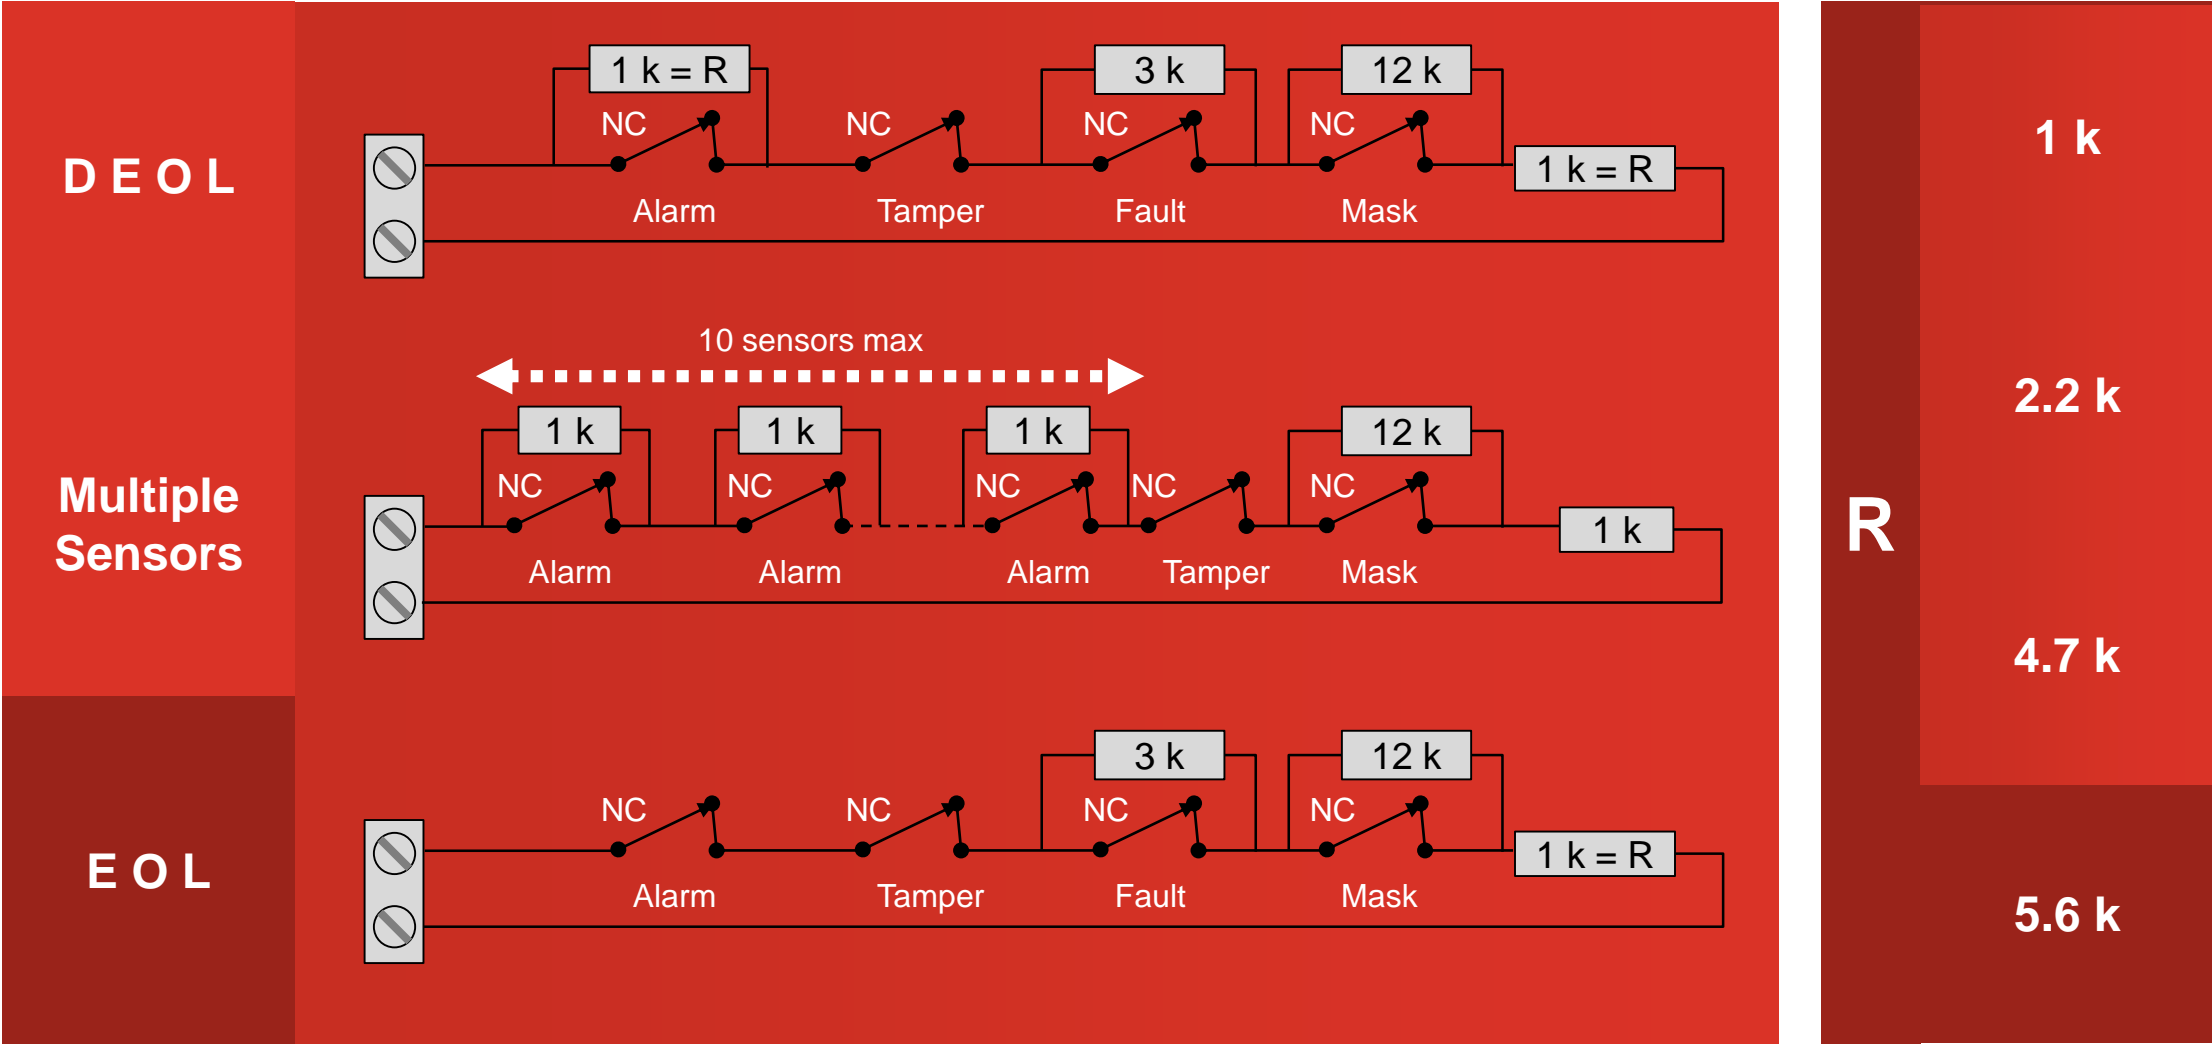 D E O L
1 k = R
3 k
12 k
NC NC NC NC
1 k = R
Alarm Tamper Fault Mask
Multiple
Sensors
10 sensors max
1 k 1 k 1 k 12 k
NC NC NC NC NC
1 k
Alarm Alarm Alarm Tamper Mask
E O L
3 k 12 k
NC NC NC NC
1 k = R
Alarm Tamper Fault Mask
R
1 k
2.2 k
4.7 k
5.6 k